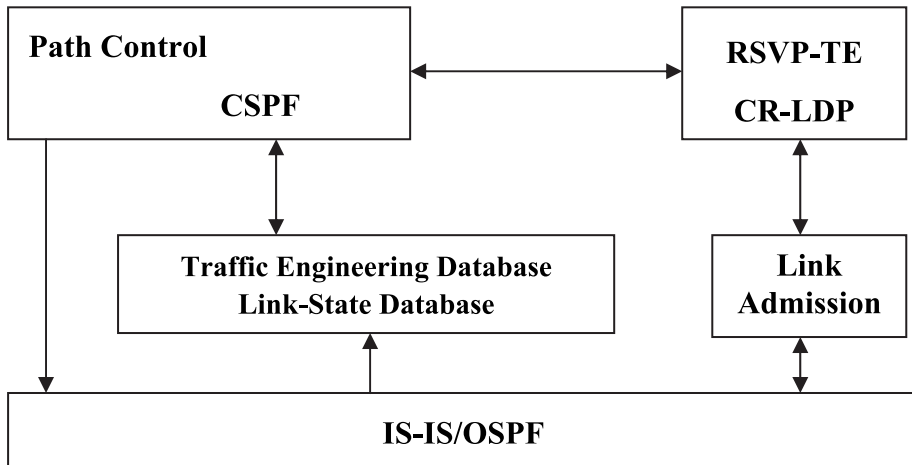 Path Control
CSPF
RSVP-TE
CR-LDP
Traffic Engineering Database
Link-State Database
Link
Admission
IS-IS/OSPF